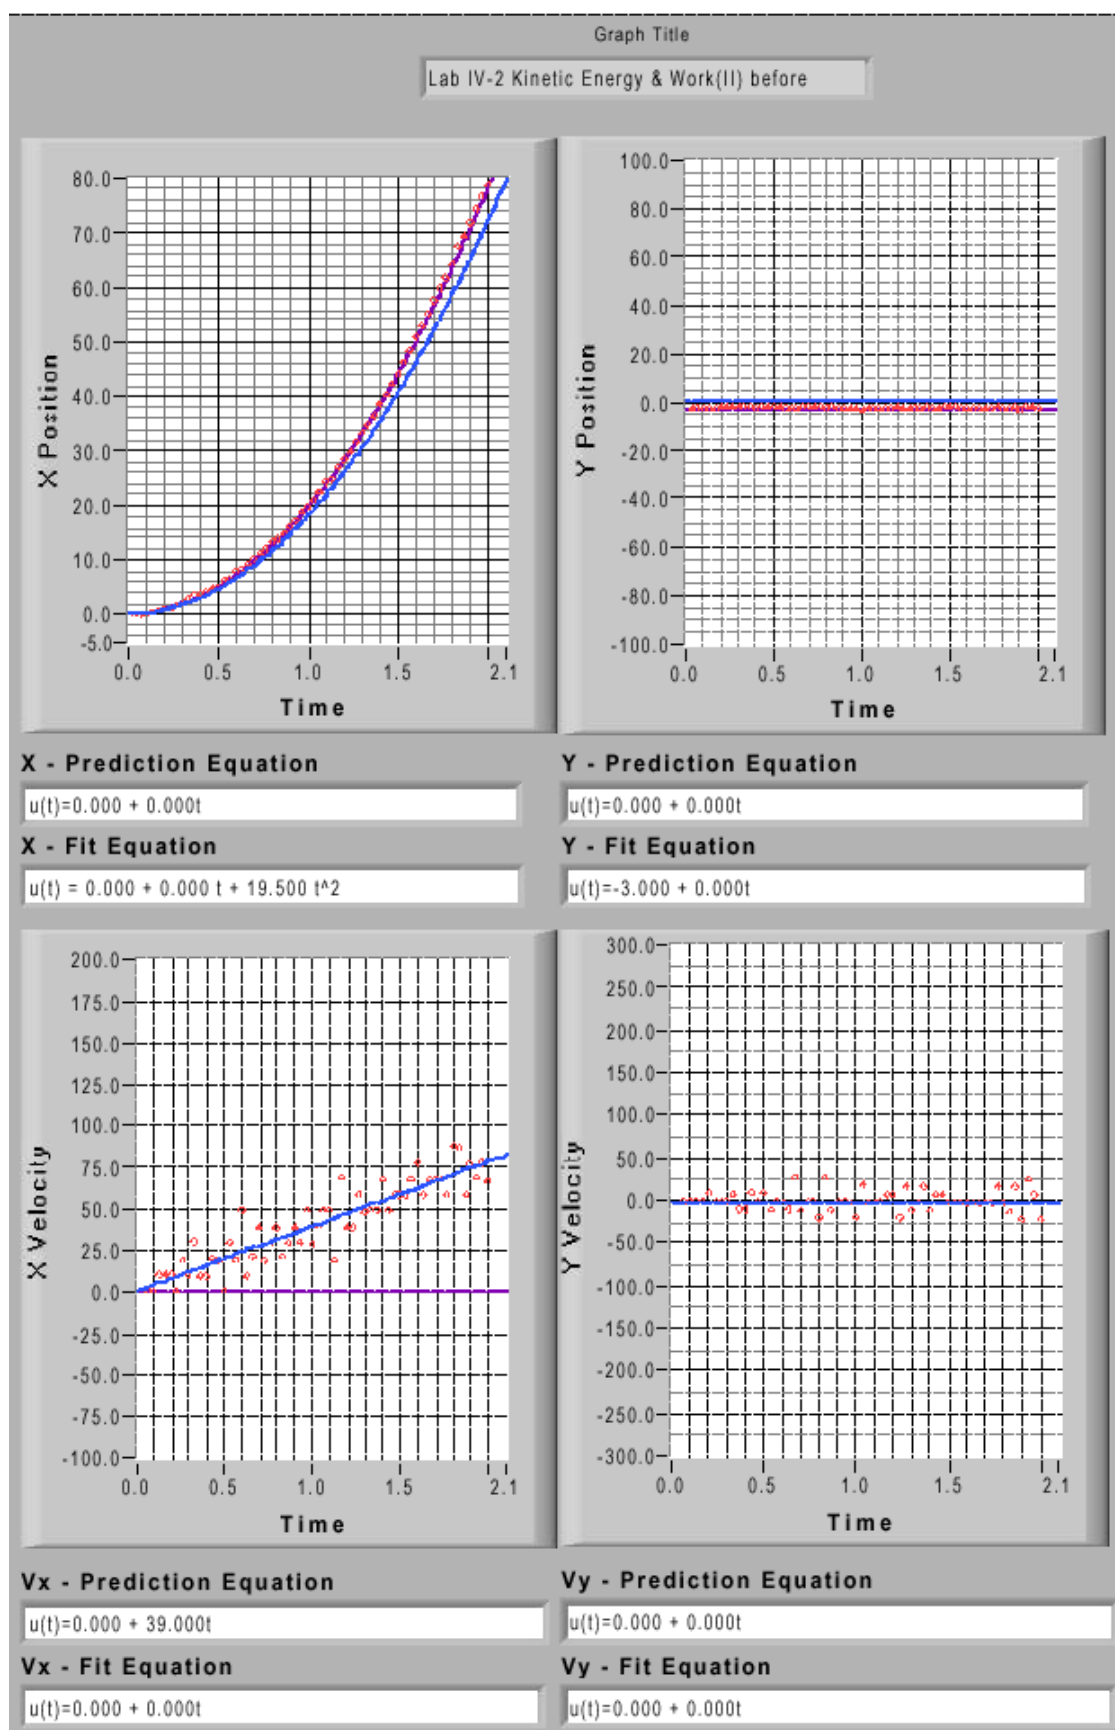 Graph Title
Lab IV-2 Kinetic Energy & Work(II) before
80.0
70.0
60.0
50.0
40.0
30.0
20.0
10.0
0.0
-5.0
X Position
0.0 0.5 1.0 1.5 2.1
Time
100.0
80.0
60.0
40.0
20.0
0.0
-20.0
-40.0
-60.0
-80.0
-100.0
Y Position
0.0 0.5 1.0 1.5 2.1
Time
X - Prediction Equation
u(t)=0.000 + 0.000t
Y - Prediction Equation
u(t)=0.000 + 0.000t
X - Fit Equation
u(t) = 0.000 + 0.000 t + 19.500 t^2
Y - Fit Equation
u(t)=-3.000 + 0.000t
200.0
175.0
150.0
125.0
100.0
75.0
50.0
25.0
0.0
-25.0
-50.0
-75.0
-100.0
X Velocity
0.0 0.5 1.0 1.5 2.1
Time
300.0
250.0
200.0
150.0
100.0
50.0
0.0
-50.0
-100.0
-150.0
-200.0
-250.0
-300.0
Y Velocity
0.0 0.5 1.0 1.5 2.1
Time
Vx - Prediction Equation
u(t)=0.000 + 39.000t
Vy - Prediction Equation
u(t)=0.000 + 0.000t
Vx - Fit Equation
u(t)=0.000 + 0.000t
Vy - Fit Equation
u(t)=0.000 + 0.000t